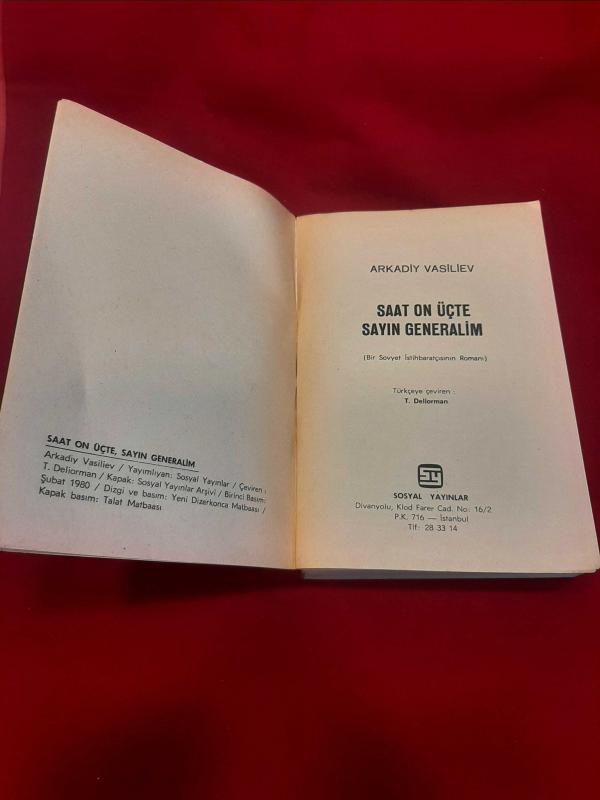 SAAT ON ÜÇTE, SAYIN GENERALİM
Arkadiy Vasiliev / Yayımlıyan: Sosyal Yayınlar / Çeviren :
T. Deliorman / Kapak: Sosyal Yayınlar Arşivi / Birinci Basım:
Şubat 1980 / Dizgi ve basım: Yeni Dizerkonca Matbaası /
Kapak basım: Talat Matbaası
ARKADİY VASİLİEV
SAAT ON ÜÇTE
SAYIN GENERALİM
(Bir Sovyet İstihbaratçısının Romanı)
Türkçeye çeviren :
T. Deliorman
SY
SOSYAL YAYINLAR
Divanyolu, Klod Farer Cad. No: 16/2
P.K. 716 — İstanbul
Tlf: 28 33 14